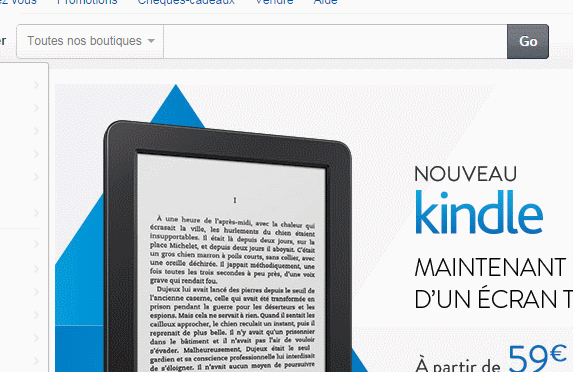 ez vous Promotions Chèques-cadeaux Vendre Aide
er Toutes nos boutiques Go
NOUVEAU
kindle
MAINTENANT
D'UN ÉCRAN T
À partir de 59€
I
À une heure de l'après-midi, avec la chaleur qui
écrasait la ville, les hurlements du chien étaient
insupportables. Il était là depuis deux jours, sur la
place Michelet, et depuis deux jours il aboyait. C'était
un gros chien marron à poils courts, sans collier, avec
une oreille déchirée. Il jappait méthodiquement, une
fois toutes les trois secondes à peu près, d'une voix
grave qui rendait fou.
Dujeux lui avait lancé des pierres depuis le seuil de
l'ancienne caserne, celle qui avait été transformée en
prison pendant la guerre pour les déserteurs et les
espions. Mais cela ne servait à rien. Quand il sentait les
cailloux approcher, le chien reculait un instant, puis il
reprenait de plus belle. Il n'y avait qu'un prisonnier
dans le bâtiment et il n'avait pas l'air de vouloir
s'évader. Malheureusement, Dujeux était le seul
gardien et sa conscience professionnelle lui interdisait
de s'éloigner. Il n'avait aucun moyen de poursuivre